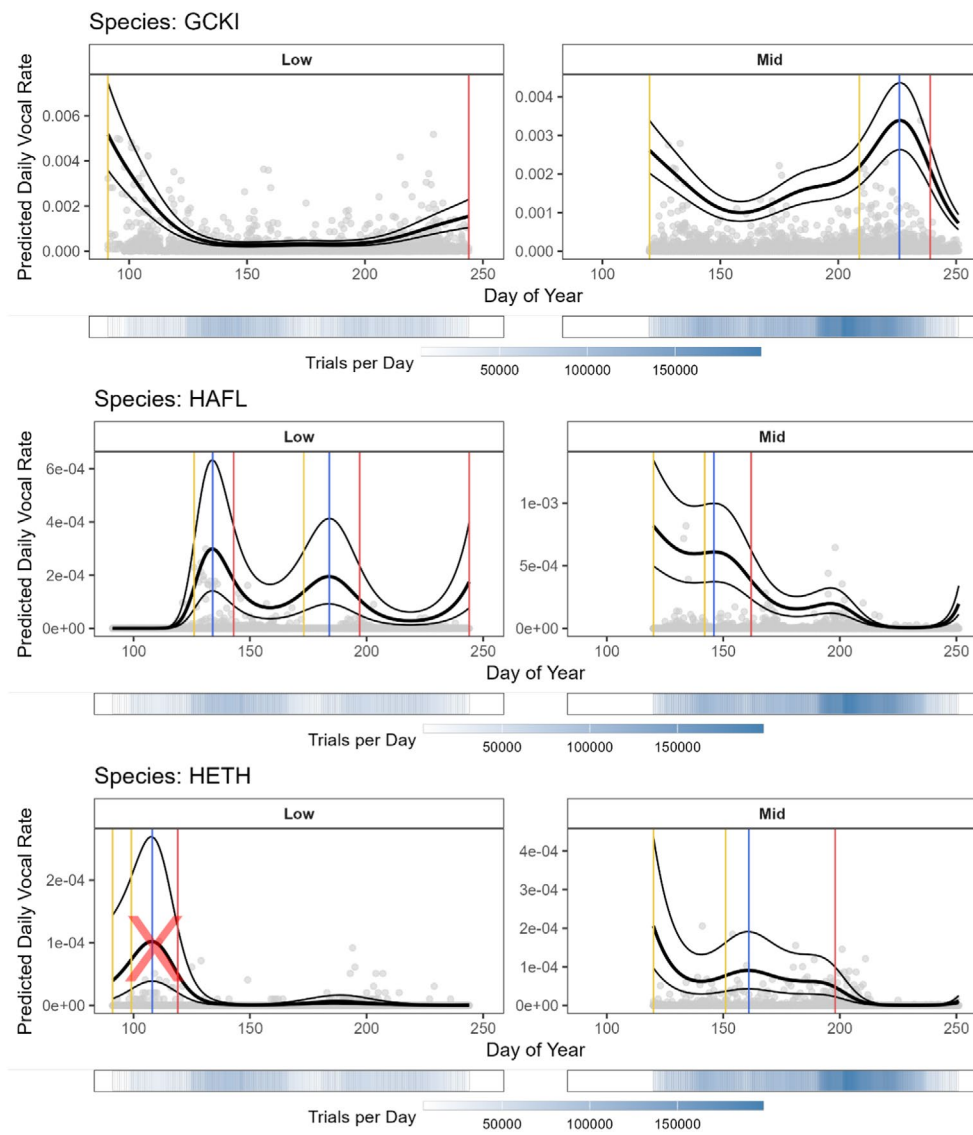 Species: GCKI
Low Mid
Predicted Daily Vocal Rate
0.006
0.004
0.002
0.000
0.004
0.003
0.002
0.001
0.000
100 150 200 250 100 150 200 250
Day of Year
Trials per Day
50000 100000 150000
Species: HAFL
Low Mid
Predicted Daily Vocal Rate
6e-04
4e-04
2e-04
0e+00
1e-03
5e-04
0e+00
100 150 200 250 100 150 200 250
Day of Year
Trials per Day
50000 100000 150000
Species: HETH
Low Mid
Predicted Daily Vocal Rate
2e-04
1e-04
0e+00
4e-04
3e-04
2e-04
1e-04
0e+00
100 150 200 250 100 150 200 250
Day of Year
Trials per Day
50000 100000 150000